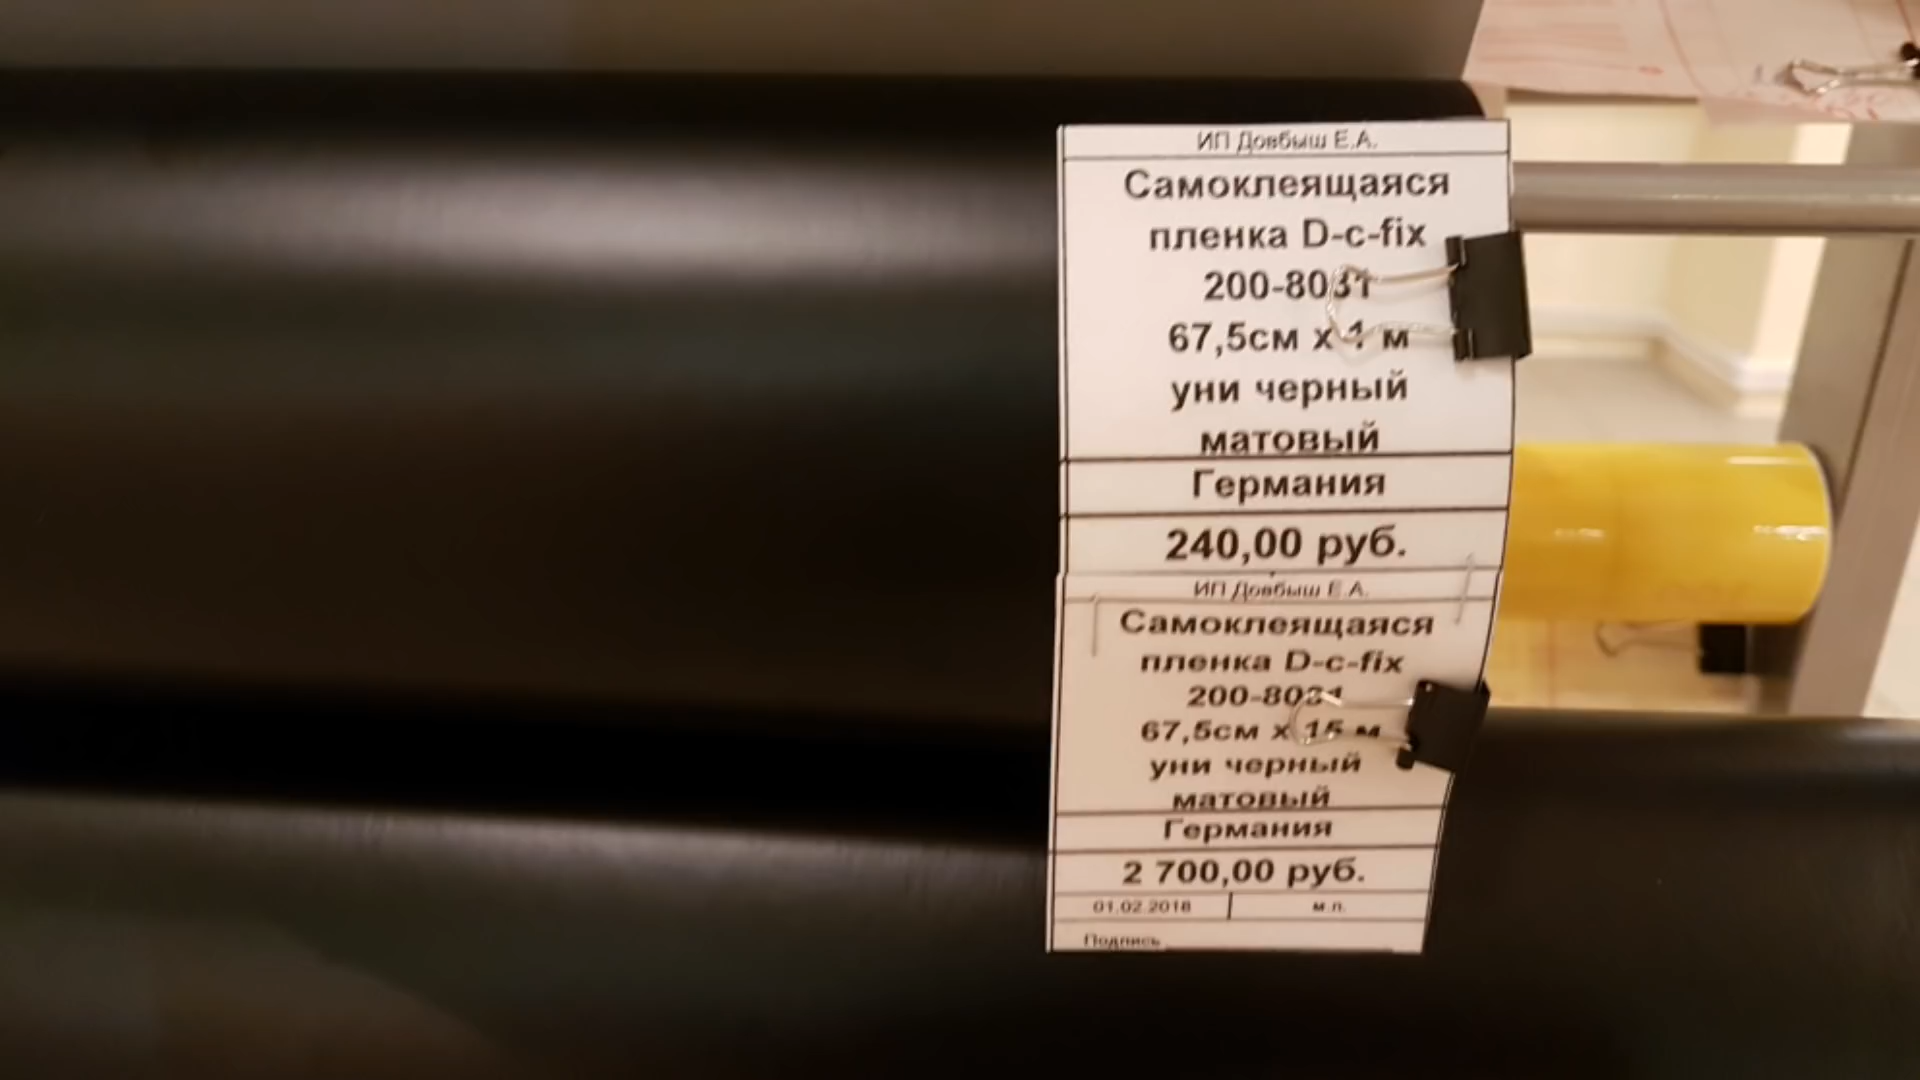 ИП Довбыш Е.А.
Самоклеящаяся
пленка D-c-fix
200-8031
67,5см х 1 м
уни черный
матовый
Германия
240,00 руб.
ИП Довбыш Е.А.
Самоклеящаяся
пленка D-c-fix
200-8031
67,5см х 15 м
уни черный
матовый
Германия
2 700,00 руб.
01.02.2018 м.п.
Подпись